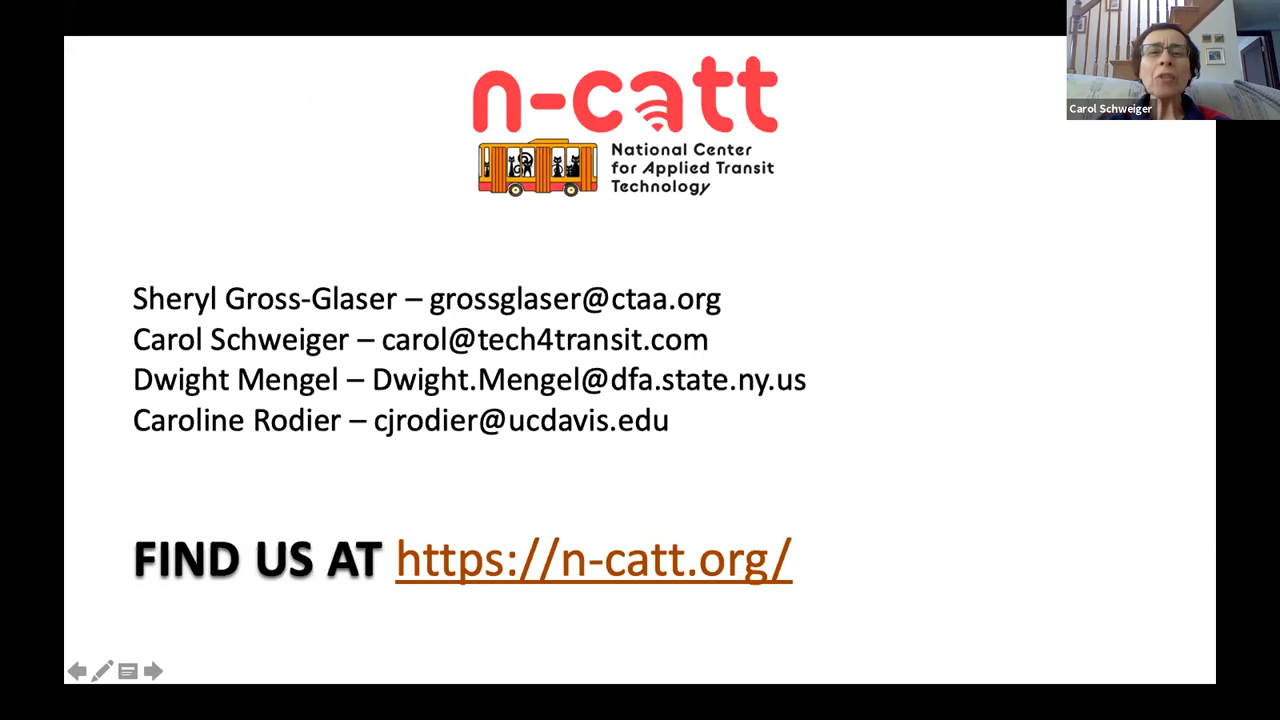 n-catt
National Center
for Applied Transit
Technology
Carol Schweiger
Sheryl Gross-Glaser – grossglaser@ctaa.org
Carol Schweiger – carol@tech4transit.com
Dwight Mengel – Dwight.Mengel@dfa.state.ny.us
Caroline Rodier – cjrodier@ucdavis.edu
FIND US AT https://n-catt.org/